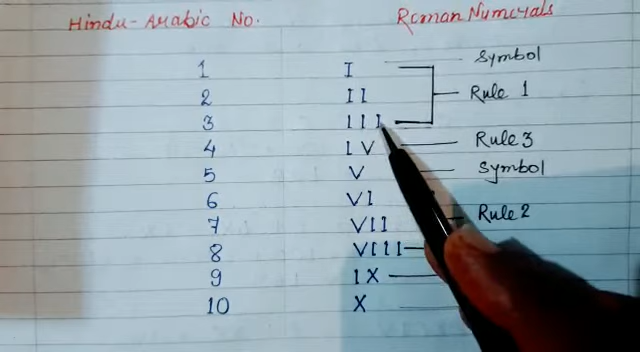 Hindu-Arabic No. Roman Numerals
1 I Symbol
2 II Rule 1
3 III
4 IV Rule 3
5 V Symbol
6 VI
7 VII Rule 2
8 VIII
9 IX
10 X